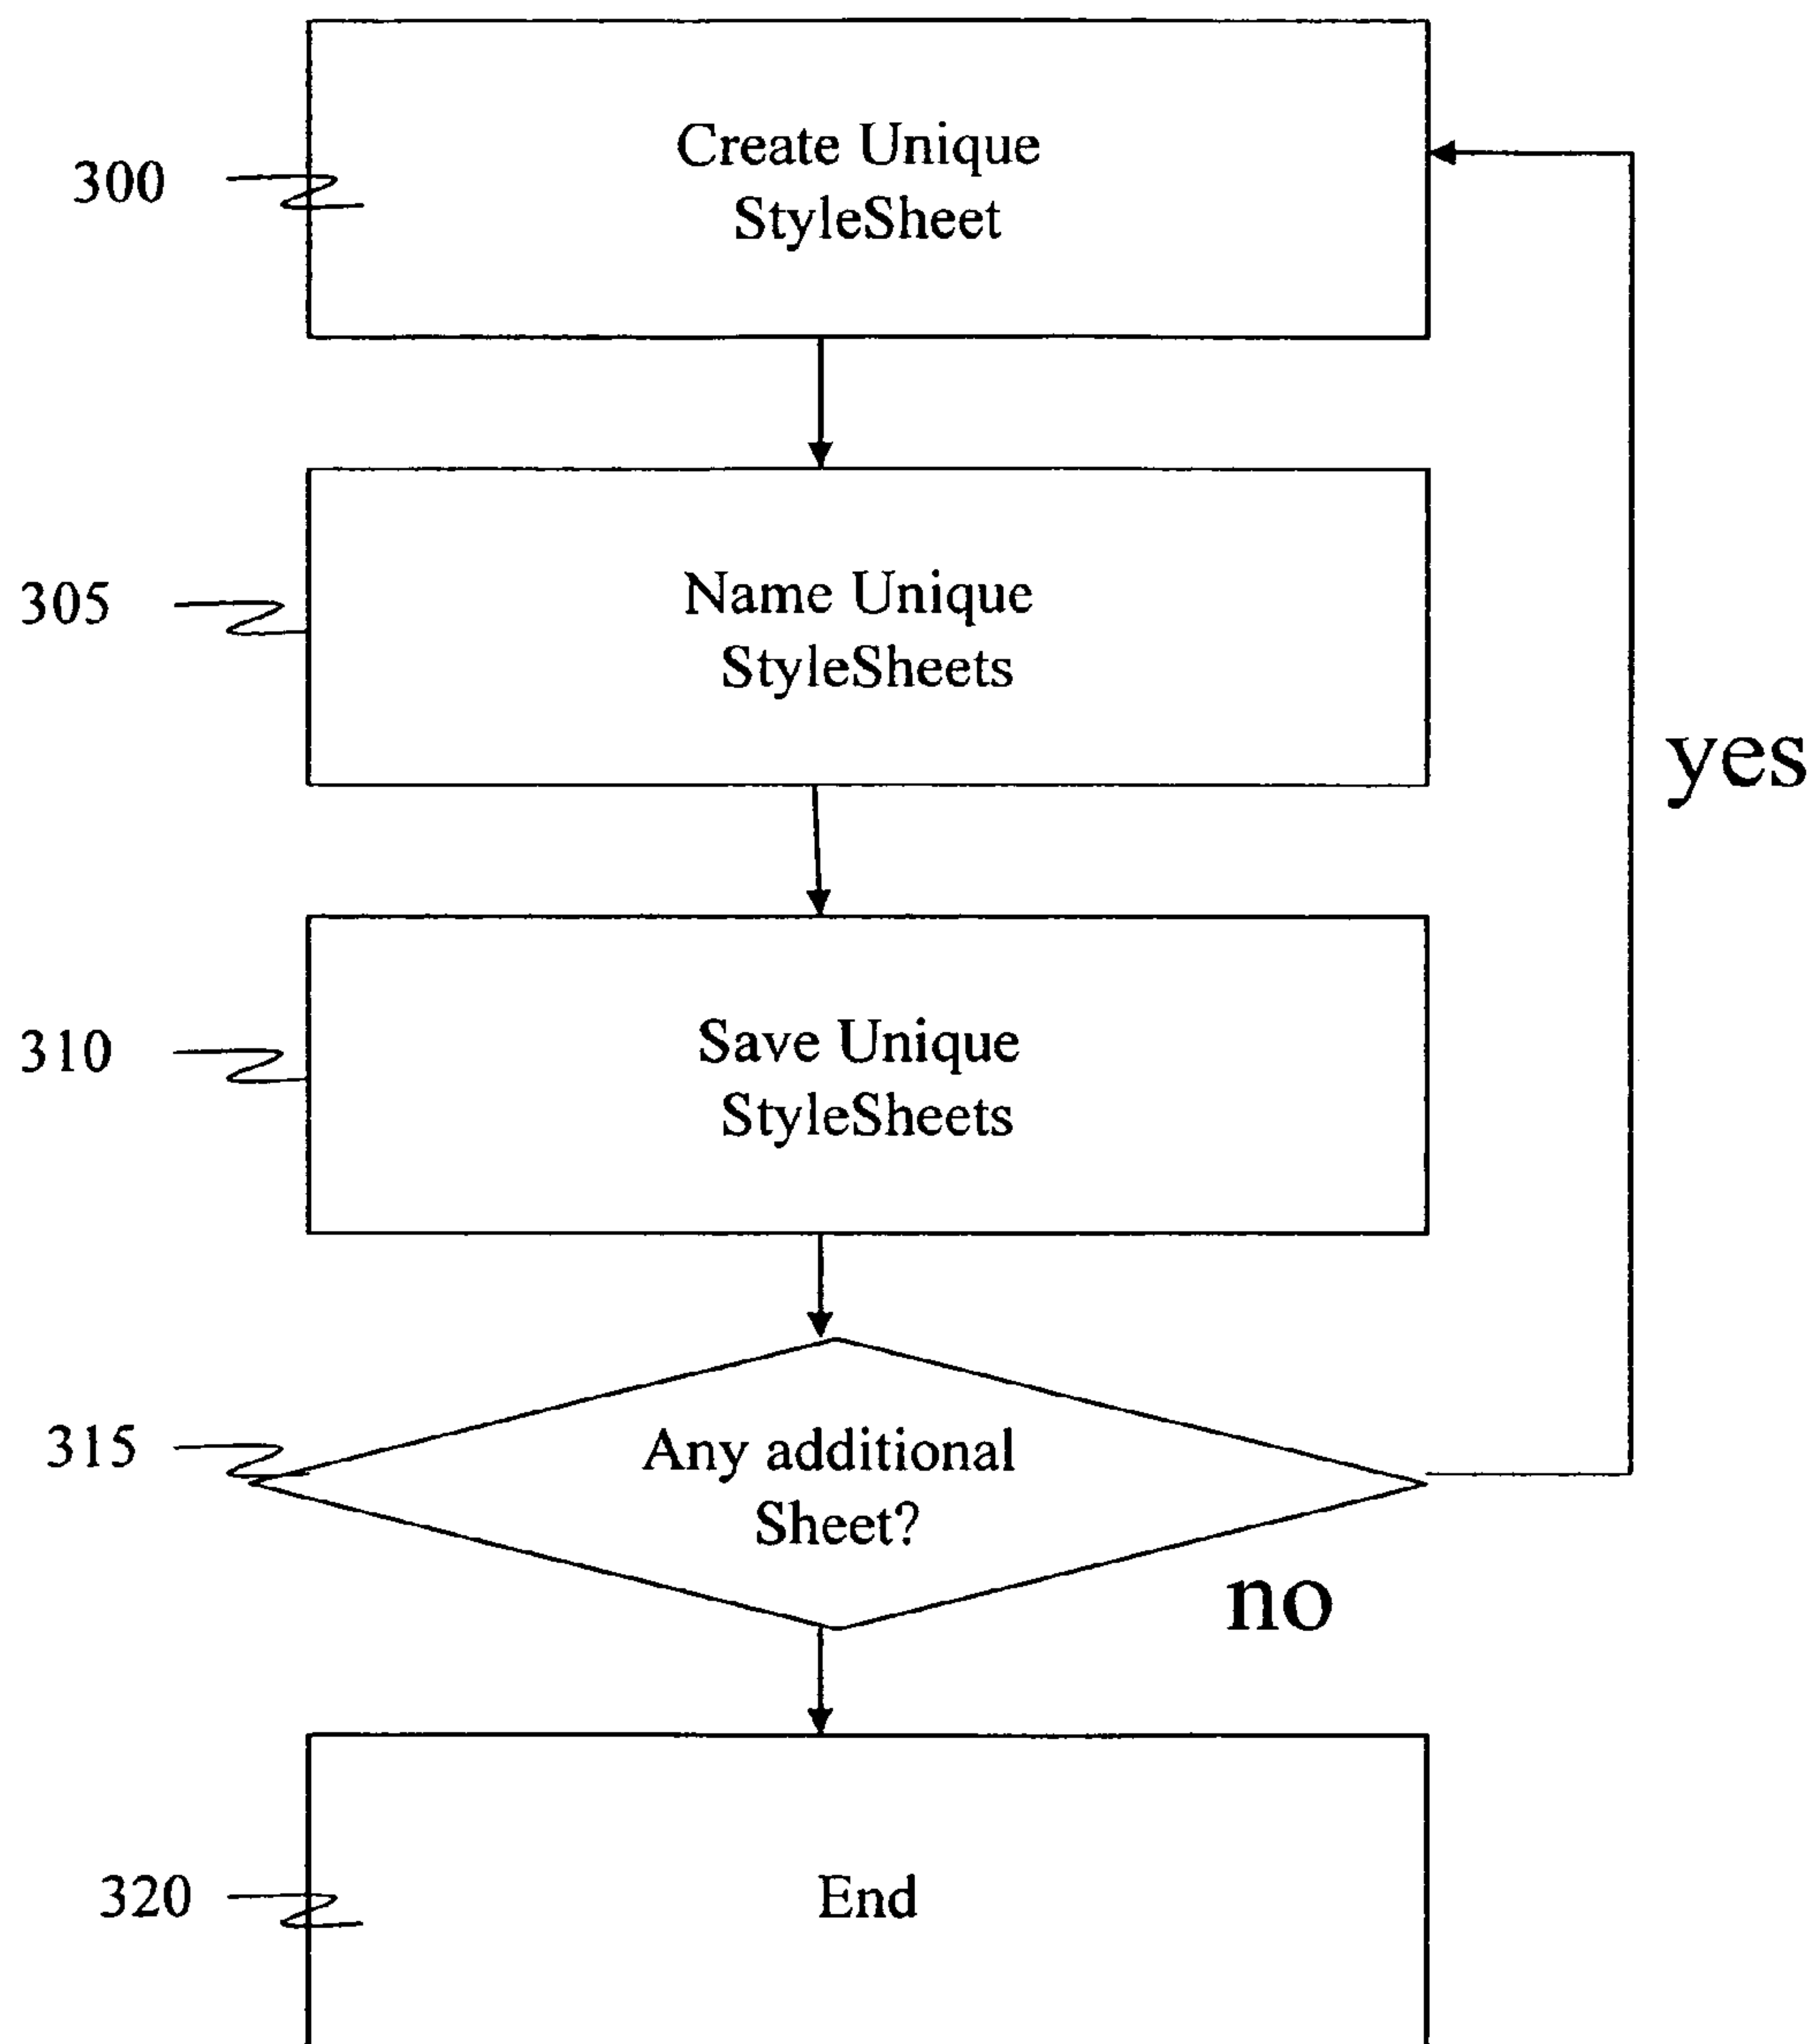 Create Unique
StyleSheet
300
Name Unique
StyleSheets
305
yes
Save Unique
StyleSheets
310
Any additional
Sheet?
315
no
End
320